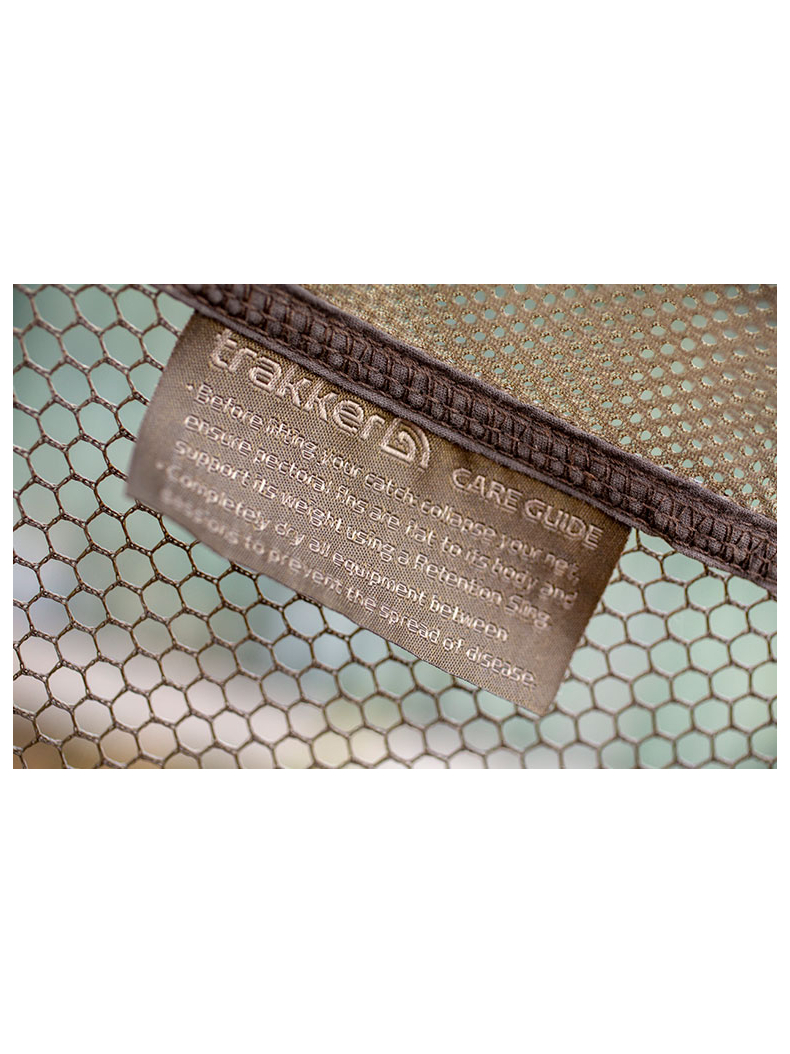 trakker
CARE GUIDE
• Before lifting your catch, collapse your net,
ensure pectoral fins are flat to its body and
support its weight using a Retention Sling.
• Completely dry all equipment between
sessions to prevent the spread of disease.